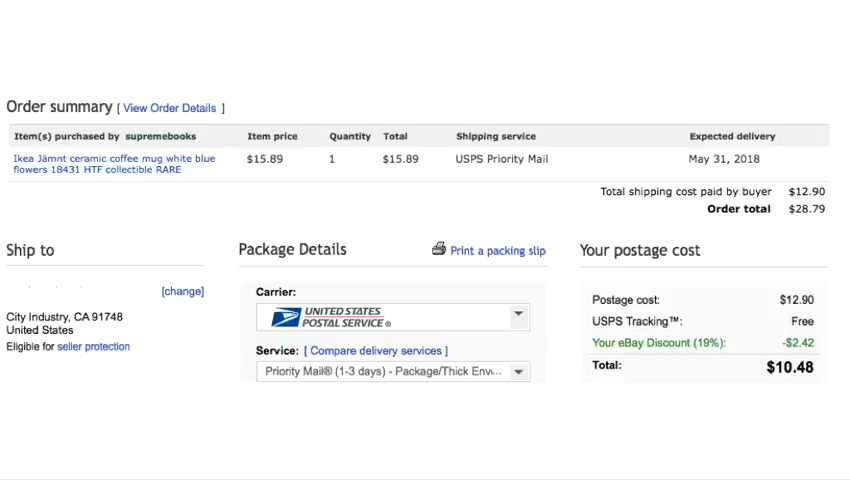 Order summary [ View Order Details ]
Item(s) purchased by supremebooks Item price Quantity Total Shipping service Expected delivery
Ikea Jämnt ceramic coffee mug white blue $15.89 1 $15.89 USPS Priority Mail May 31, 2018
flowers 18431 HTF collectible RARE
Total shipping cost paid by buyer $12.90
Order total $28.79
Ship to
[change]
City Industry, CA 91748
United States
Eligible for seller protection
Package Details
Print a packing slip
Carrier:
UNITED STATES
POSTAL SERVICE ®
Service: [ Compare delivery services ]
Priority Mail® (1-3 days) - Package/Thick Env...
Your postage cost
Postage cost: $12.90
USPS Tracking™: Free
Your eBay Discount (19%): -$2.42
Total: $10.48